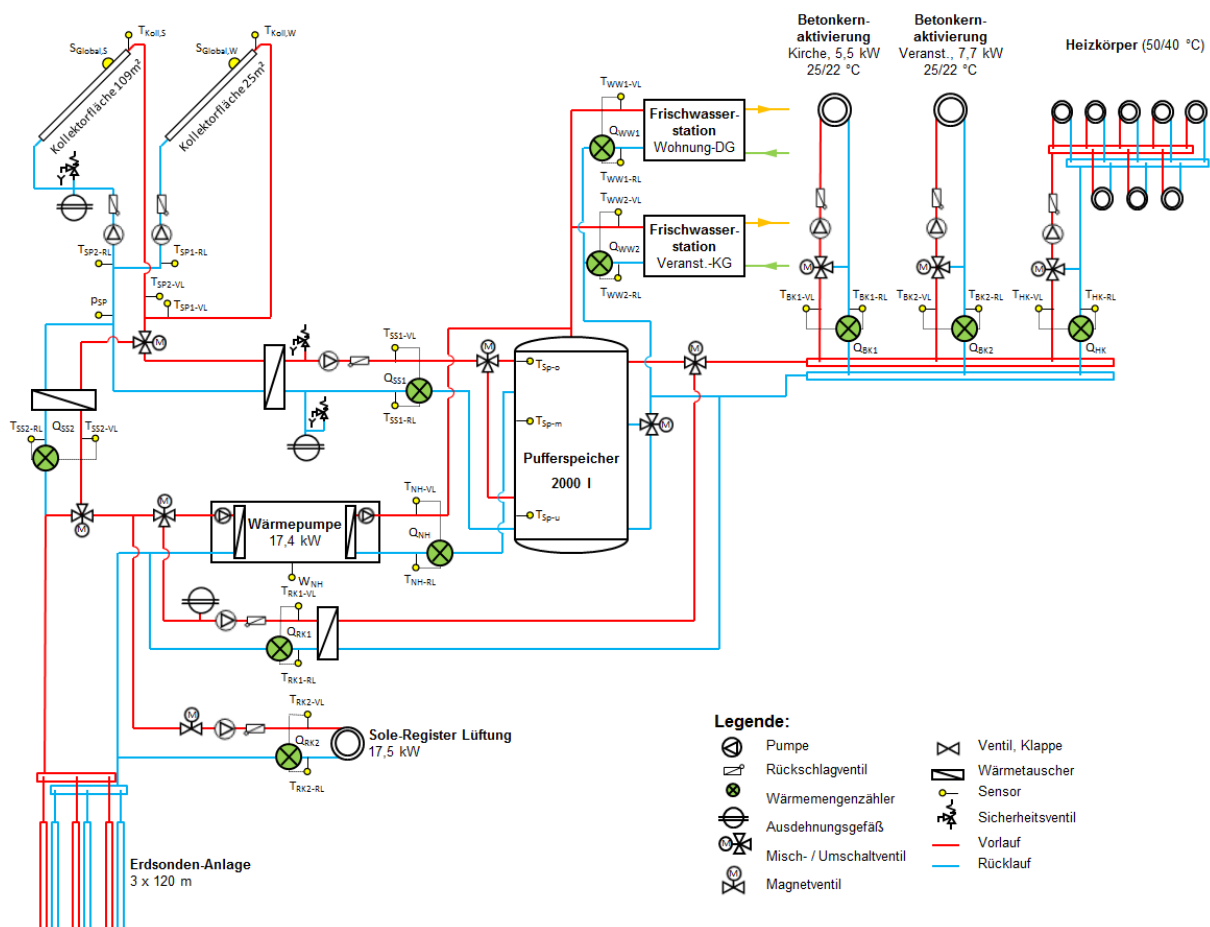 T_Koll,S
T_Koll,W
S_Global,S
S_Global,W
Kollektorfläche 109m²
Kollektorfläche 25m²
T_SP2-RL
T_SP1-RL
T_SP2-VL
T_SP1-VL
p_SP
M
Betonkern-
aktivierung
Kirche, 5,5 kW
25/22 °C
Betonkern-
aktivierung
Veranst., 7,7 kW
25/22 °C
Heizkörper (50/40 °C)
T_WW1-VL
Q_WW1
T_WW1-RL
Frischwasser-
station
Wohnung-DG
T_WW2-VL
Q_WW2
T_WW2-RL
Frischwasser-
station
Veranst.-KG
M
M
M
T_BK1-VL
T_BK1-RL
Q_BK1
T_BK2-VL
T_BK2-RL
Q_BK2
T_HK-VL
T_HK-RL
Q_HK
T_SS1-VL
Q_SS1
T_SS1-RL
M
M
M
T_Sp-o
T_Sp-m
Pufferspeicher
2000 l
T_Sp-u
T_SS2-RL
Q_SS2
T_SS2-VL
M
M
Wärmepumpe
17,4 kW
W_NH
T_NH-VL
Q_NH
T_NH-RL
T_RK1-VL
Q_RK1
T_RK1-RL
M
T_RK2-VL
Q_RK2
T_RK2-RL
Sole-Register Lüftung
17,5 kW
Erdsonden-Anlage
3 x 120 m
Legende:
Pumpe
Rückschlagventil
Wärmemengenzähler
Ausdehnungsgefäß
M
Misch- / Umschaltventil
M
Magnetventil
Ventil, Klappe
Wärmetauscher
Sensor
Sicherheitsventil
Vorlauf
Rücklauf